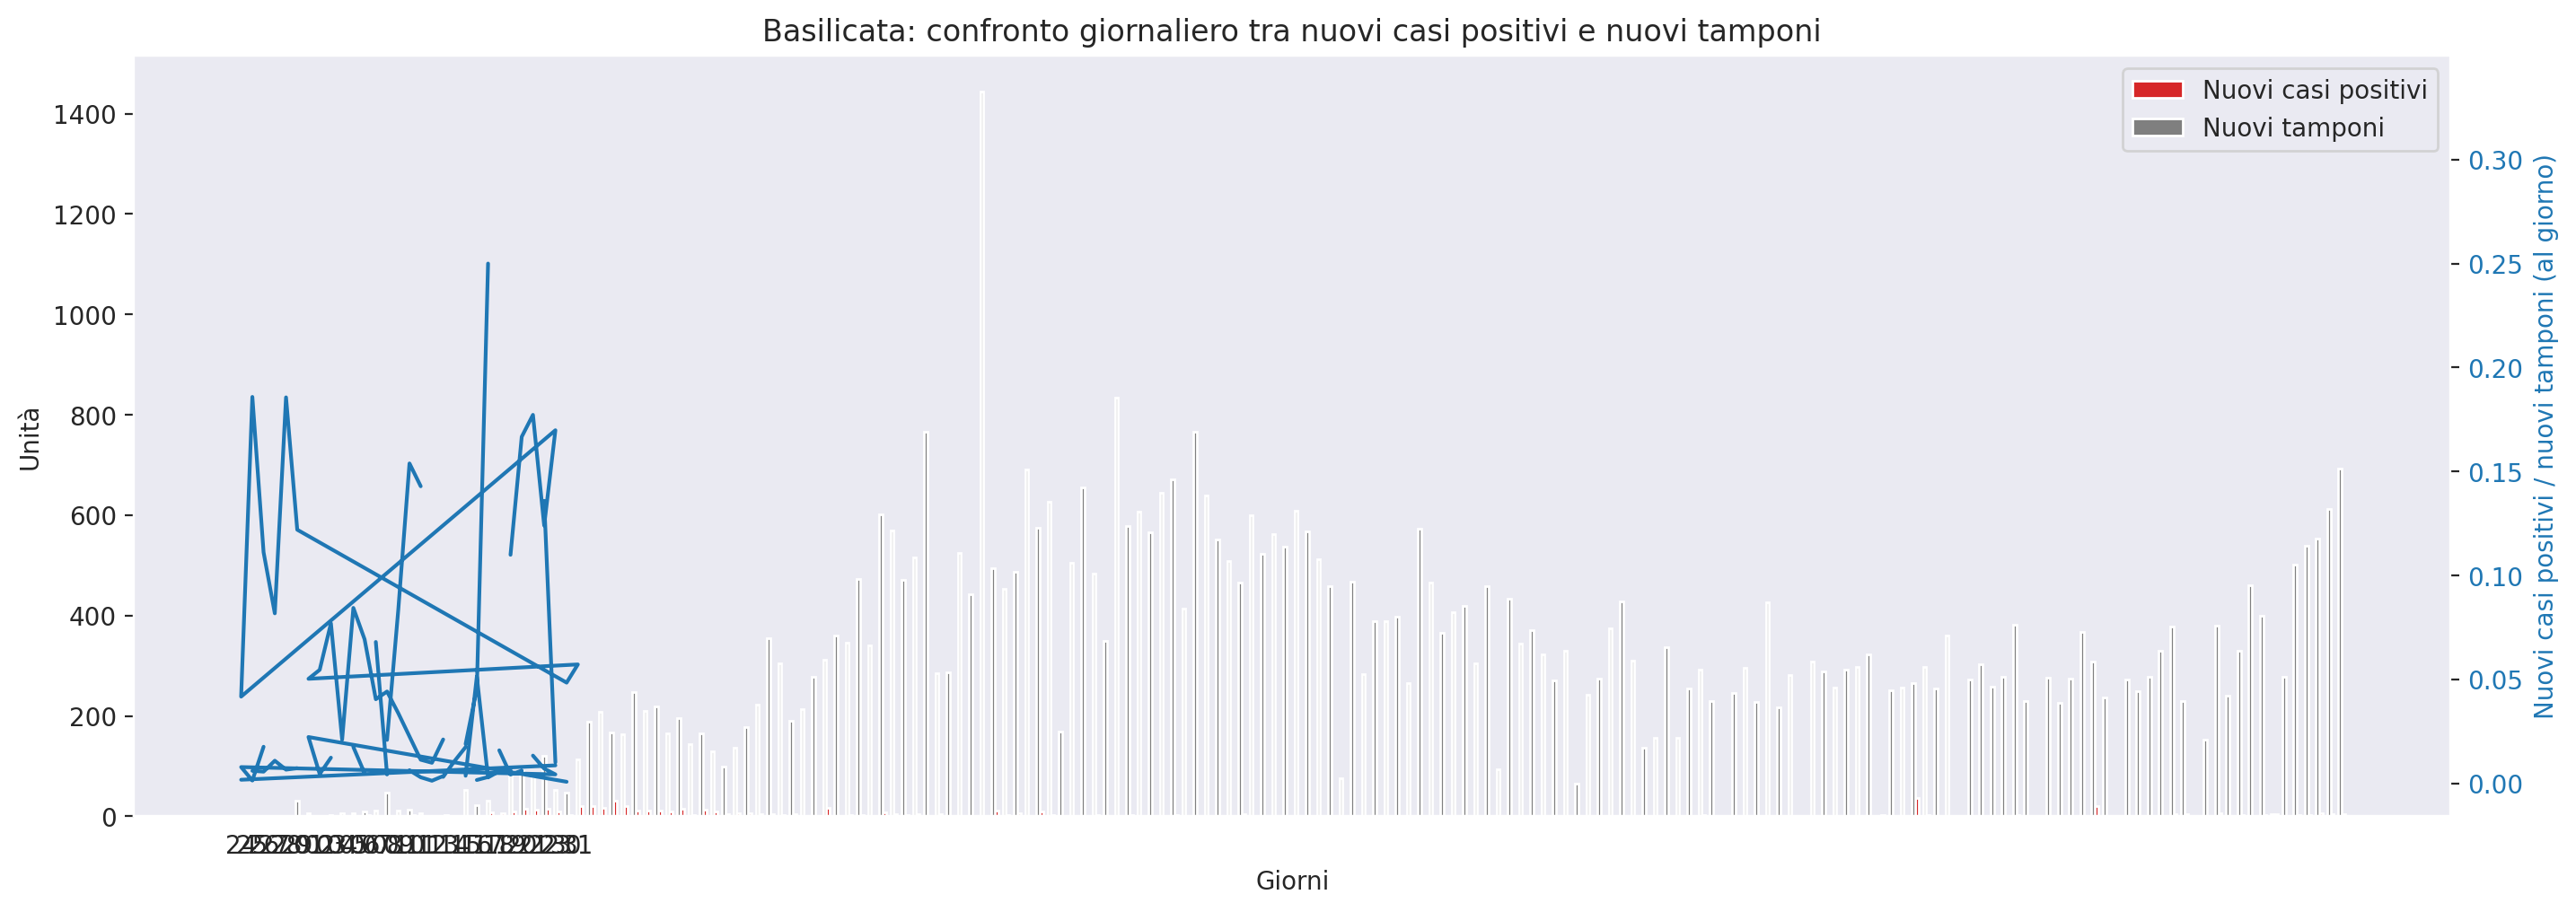 Basilicata: confronto giornaliero tra nuovi casi positivi e nuovi tamponi
Nuovi casi positivi
Nuovi tamponi
1400
1200
1000
800
600
400
200
0
Unità
0.30
0.25
0.20
0.15
0.10
0.05
0.00
Nuovi casi positivi / nuovi tamponi (al giorno)
Giorni